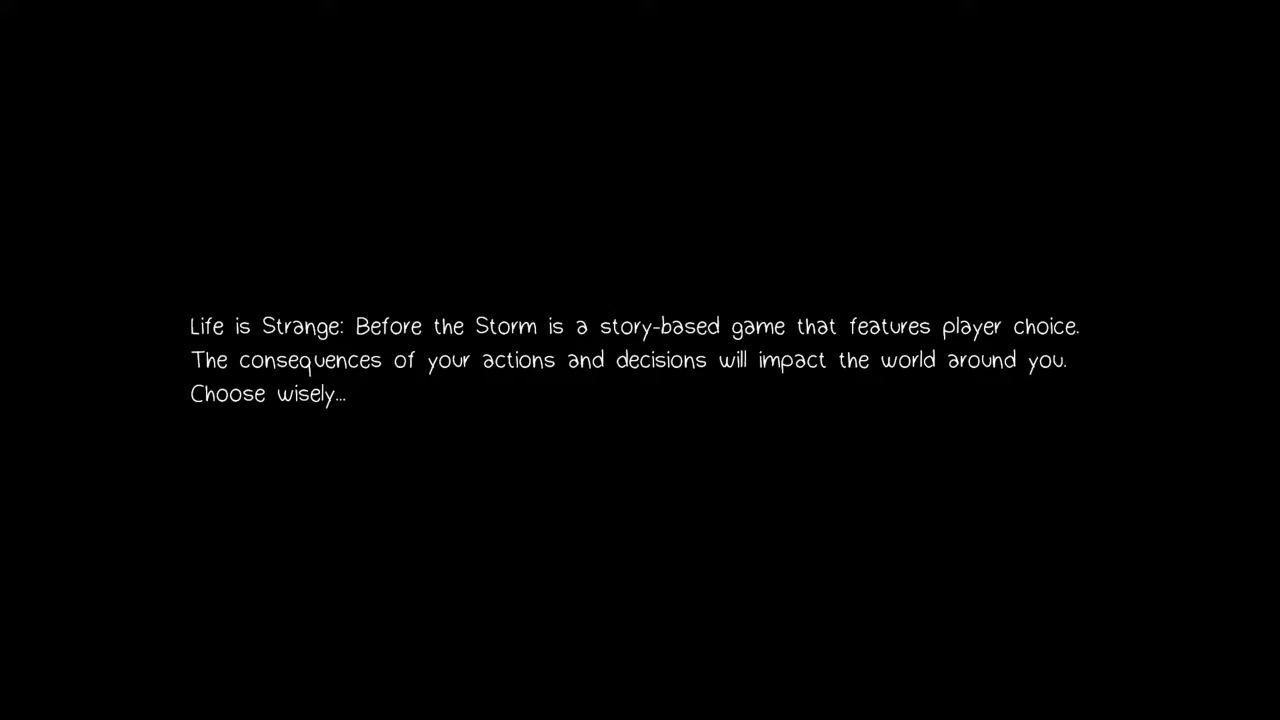 Life is Strange: Before the Storm is a story-based game that features player choice.
The consequences of your actions and decisions will impact the world around you.
Choose wisely...